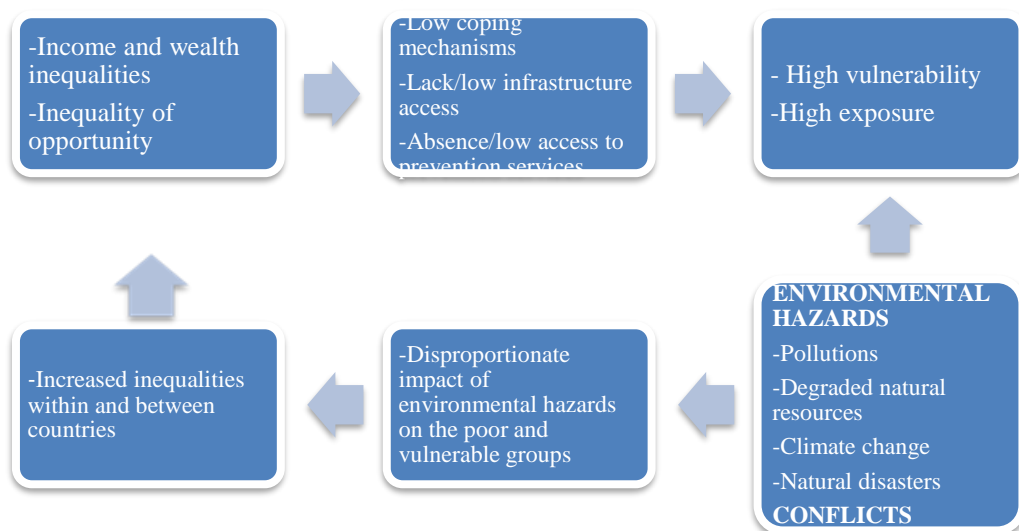 -Income and wealth
inequalities
-Inequality of
opportunity
-Low coping
mechanisms
-Lack/low infrastructure
access
-Absence/low access to
prevention services
- High vulnerability
-High exposure
-Increased inequalities
within and between
countries
-Disproportionate
impact of
environmental hazards
on the poor and
vulnerable groups
ENVIRONMENTAL
HAZARDS
-Pollutions
-Degraded natural
resources
-Climate change
-Natural disasters
CONFLICTS